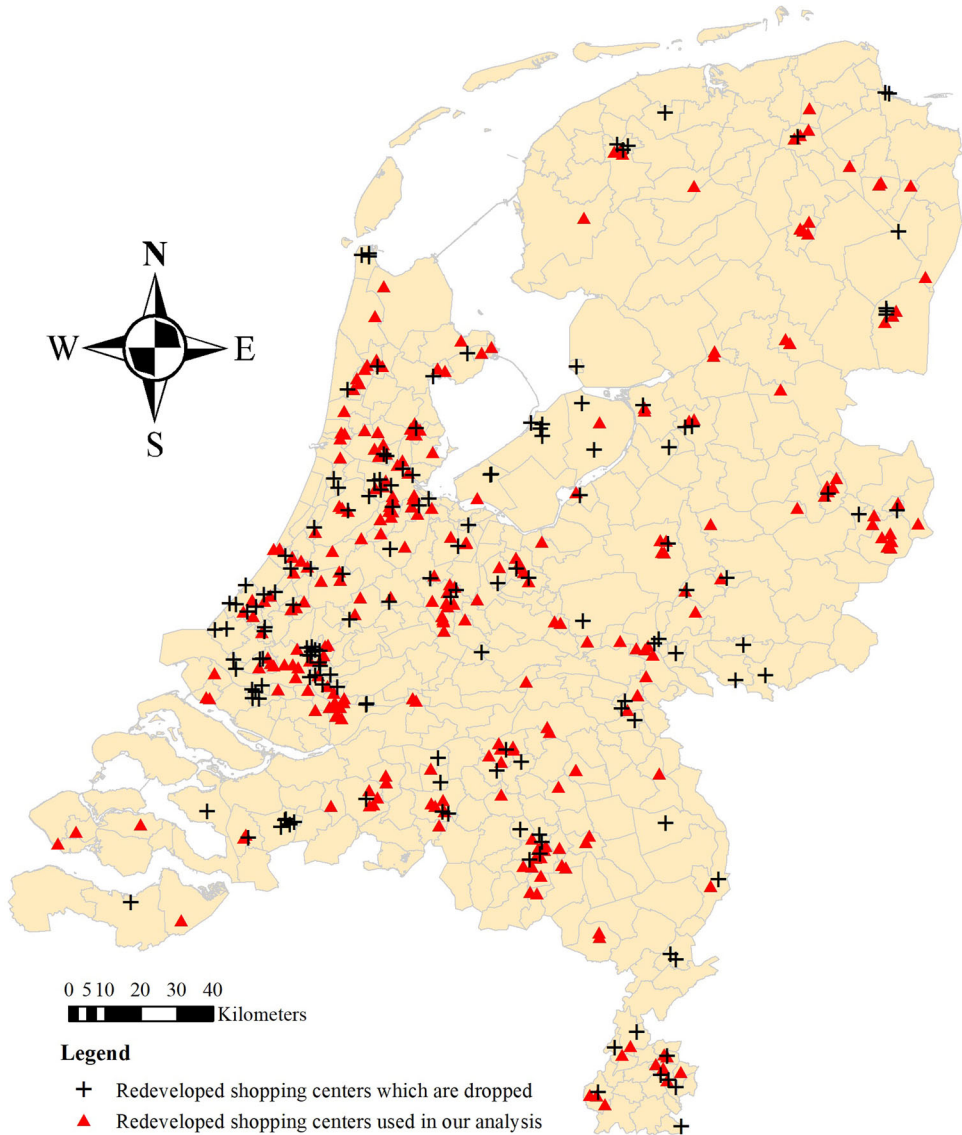 N
W E
S
0 5 10 20 30 40
Kilometers
Legend
Redeveloped shopping centers which are dropped
Redeveloped shopping centers used in our analysis